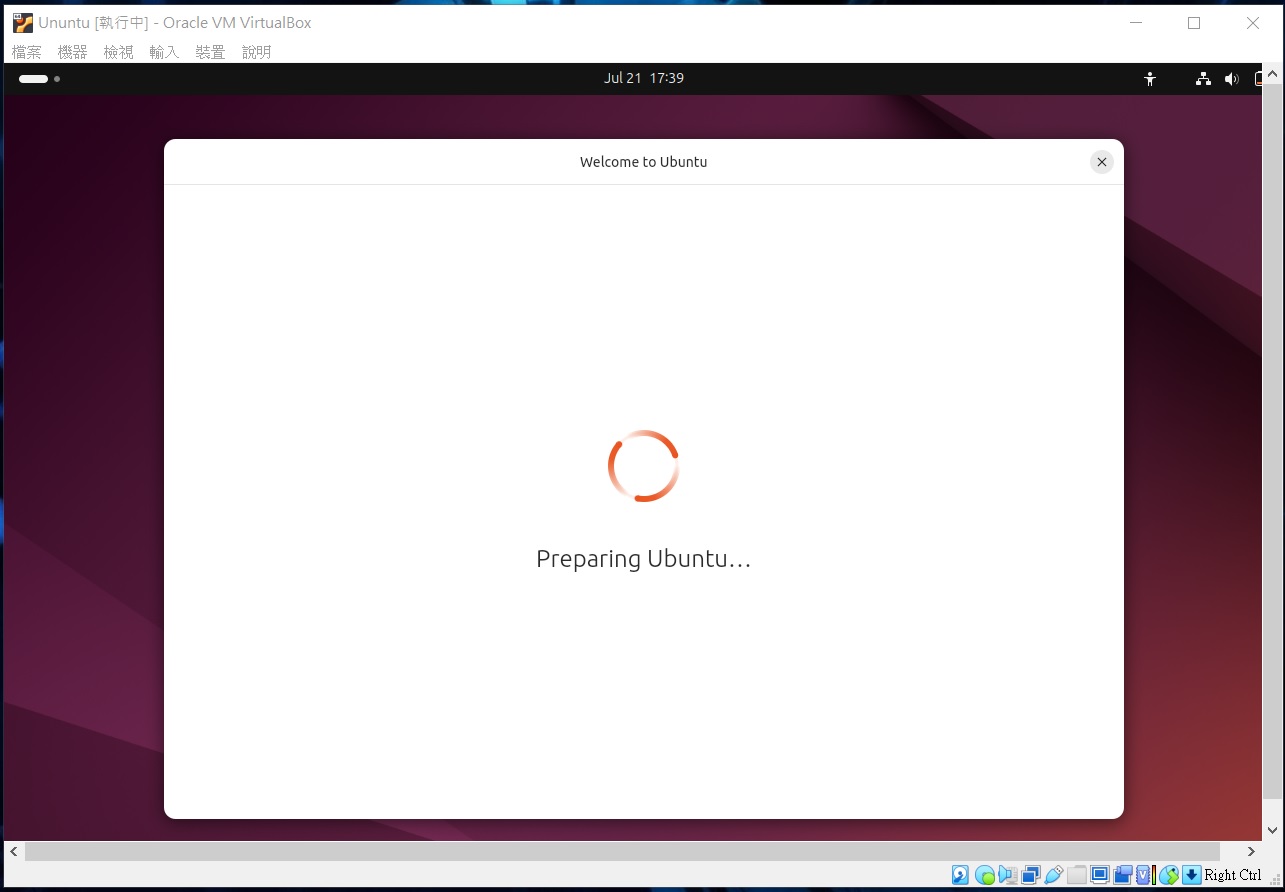 Ununtu [執行中] - Oracle VM VirtualBox
檔案 機器 檢視 輸入 裝置 說明
Jul 21 17:39
Welcome to Ubuntu
Preparing Ubuntu...
Right Ctrl